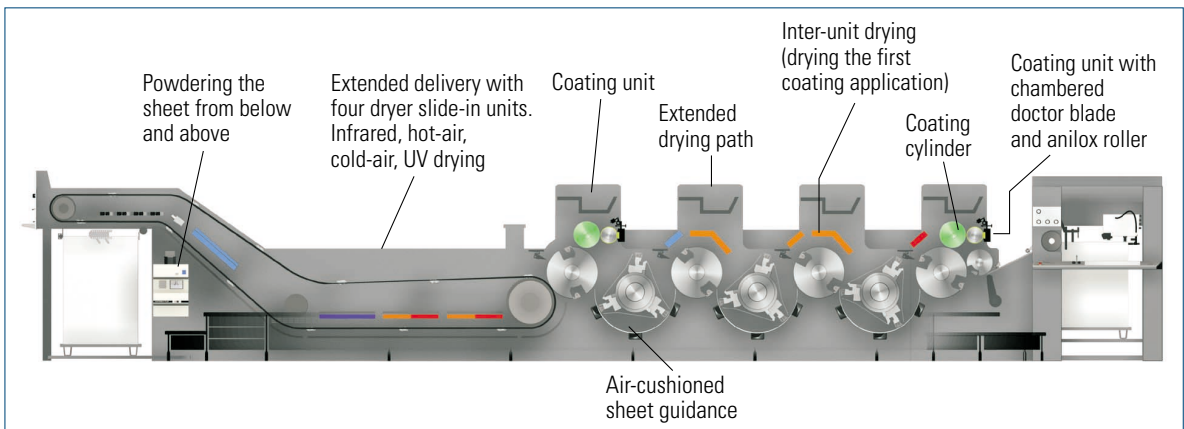 Powdering the
sheet from below
and above
Extended delivery with
four dryer slide-in units.
Infrared, hot-air,
cold-air, UV drying
Coating unit
Extended
drying path
Inter-unit drying
(drying the first
coating application)
Coating
cylinder
Coating unit with
chambered
doctor blade
and anilox roller
Air-cushioned
sheet guidance